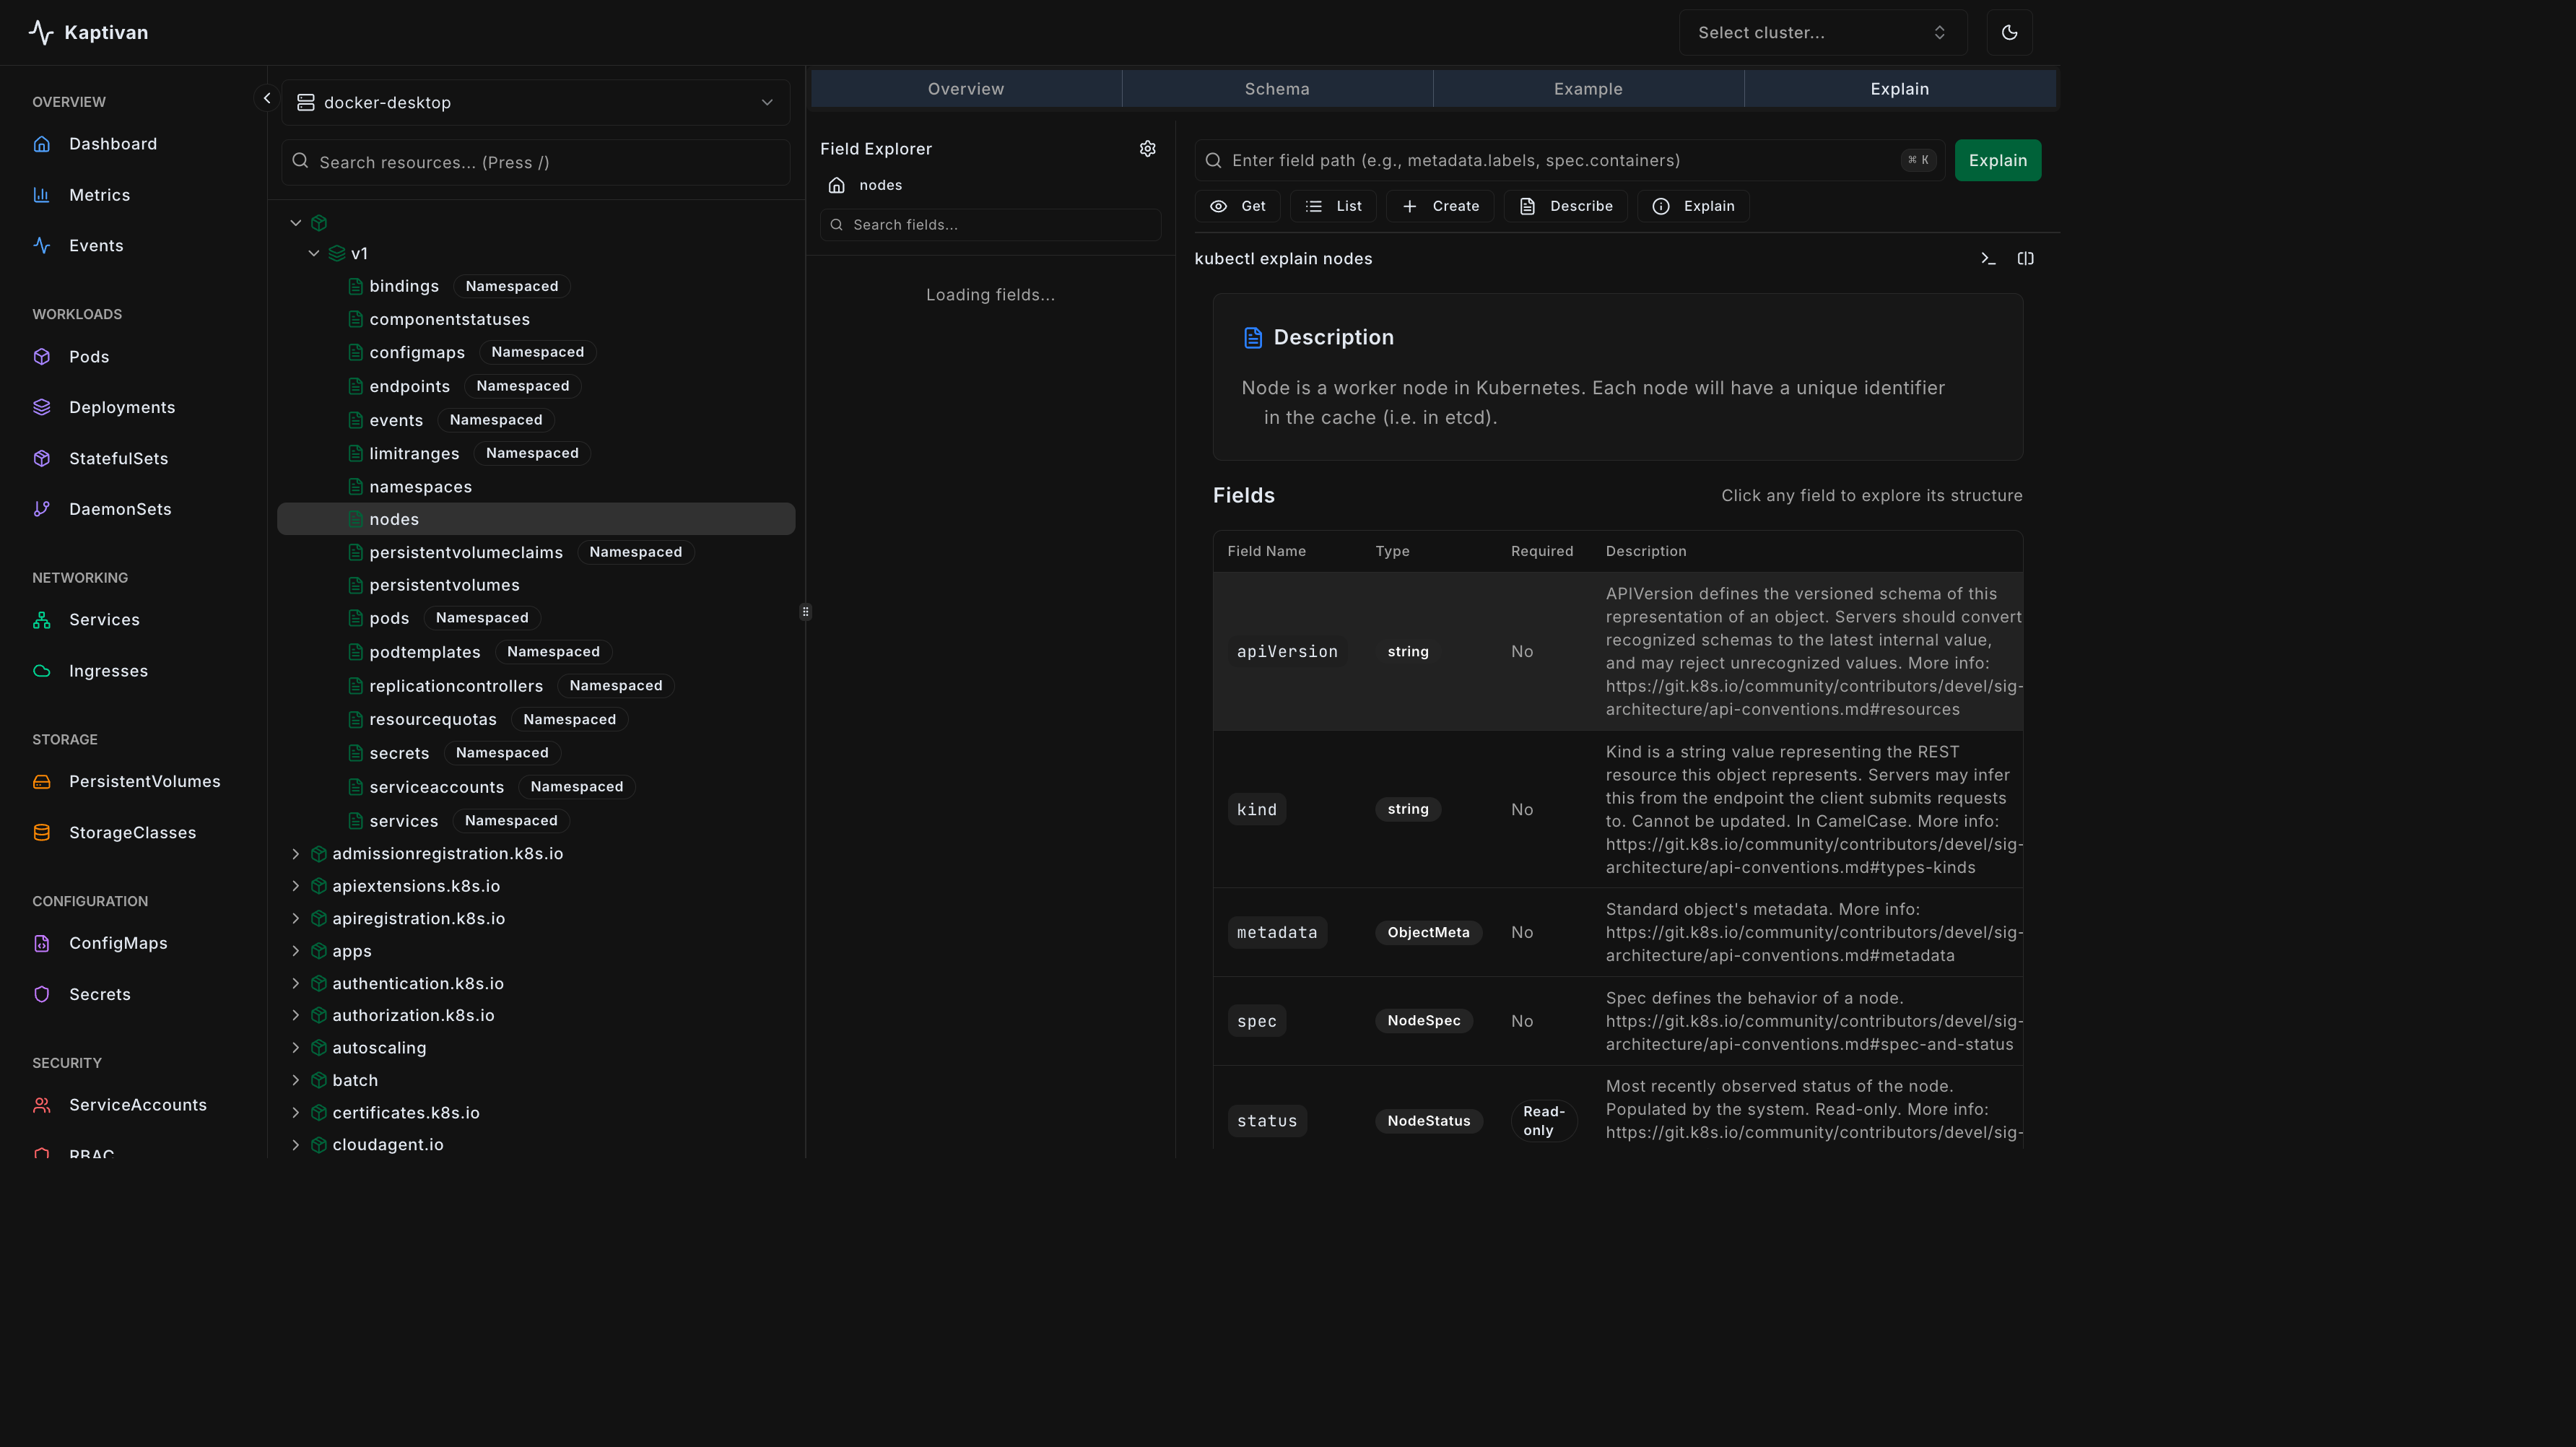 Kaptivan
Select cluster...
OVERVIEW
Dashboard
Metrics
Events
WORKLOADS
Pods
Deployments
StatefulSets
DaemonSets
NETWORKING
Services
Ingresses
STORAGE
PersistentVolumes
StorageClasses
CONFIGURATION
ConfigMaps
Secrets
SECURITY
ServiceAccounts
RBAC
docker-desktop
Search resources... (Press /)
v1
bindings Namespaced
componentstatuses
configmaps Namespaced
endpoints Namespaced
events Namespaced
limitranges Namespaced
namespaces
nodes
persistentvolumeclaims Namespaced
persistentvolumes
pods Namespaced
podtemplates Namespaced
replicationcontrollers Namespaced
resourcequotas Namespaced
secrets Namespaced
serviceaccounts Namespaced
services Namespaced
admissionregistration.k8s.io
apiextensions.k8s.io
apiregistration.k8s.io
apps
authentication.k8s.io
authorization.k8s.io
autoscaling
batch
certificates.k8s.io
cloudagent.io
Overview Schema Example Explain
Field Explorer
nodes
Search fields...
Loading fields...
Enter field path (e.g., metadata.labels, spec.containers) ⌘ K Explain
Get List Create Describe Explain
kubectl explain nodes
Description
Node is a worker node in Kubernetes. Each node will have a unique identifier
in the cache (i.e. in etcd).
Fields Click any field to explore its structure
Field Name Type Required Description
apiVersion string No
APIVersion defines the versioned schema of this
representation of an object. Servers should convert
recognized schemas to the latest internal value,
and may reject unrecognized values. More info:
https://git.k8s.io/community/contributors/devel/sig-
architecture/api-conventions.md#resources
kind string No
Kind is a string value representing the REST
resource this object represents. Servers may infer
this from the endpoint the client submits requests
to. Cannot be updated. In CamelCase. More info:
https://git.k8s.io/community/contributors/devel/sig-
architecture/api-conventions.md#types-kinds
metadata ObjectMeta No
Standard object's metadata. More info:
https://git.k8s.io/community/contributors/devel/sig-
architecture/api-conventions.md#metadata
spec NodeSpec No
Spec defines the behavior of a node.
https://git.k8s.io/community/contributors/devel/sig-
architecture/api-conventions.md#spec-and-status
status NodeStatus
Read-
only
Most recently observed status of the node.
Populated by the system. Read-only. More info:
https://git.k8s.io/community/contributors/devel/sig-